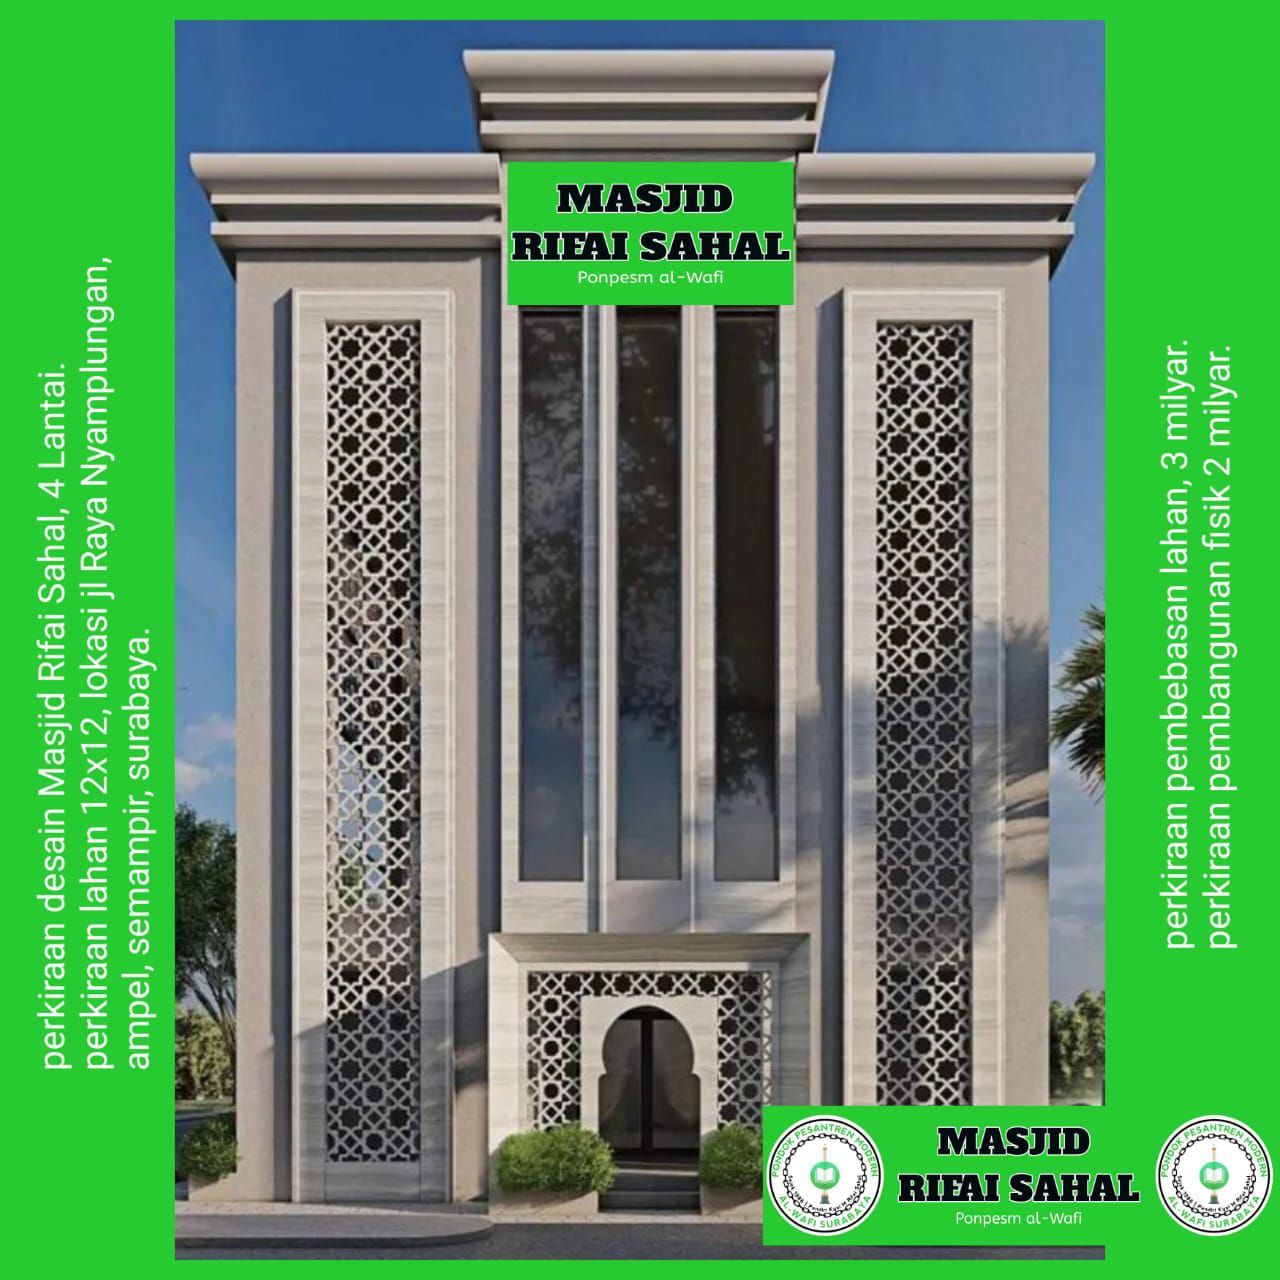 MASJID
RIFAI SAHAL
Ponpesm al-Wafi
perkiraan desain Masjid Rifai Sahal, 4 Lantai.
perkiraan lahan 12x12, lokasi jl Raya Nyamplungan,
ampel, semampir, surabaya.
perkiraan pembebasan lahan, 3 milyar.
perkiraan pembangunan fisik 2 milyar.
PONDOK PESANTREN MODERN
AL-WAFI SURABAYA
MASJID
RIFAI SAHAL
Ponpesm al-Wafi
PONDOK PESANTREN MODERN
AL-WAFI SURABAYA